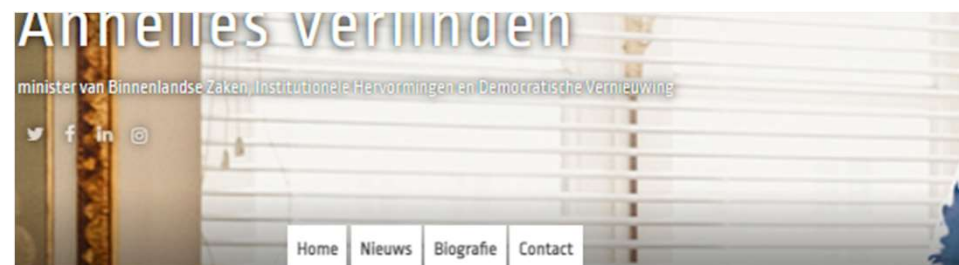 Annelies Verlinden
minister van Binnenlandse Zaken, Institutionele Hervormingen en Democratische Vernieuwing
Home Nieuws Biografie Contact